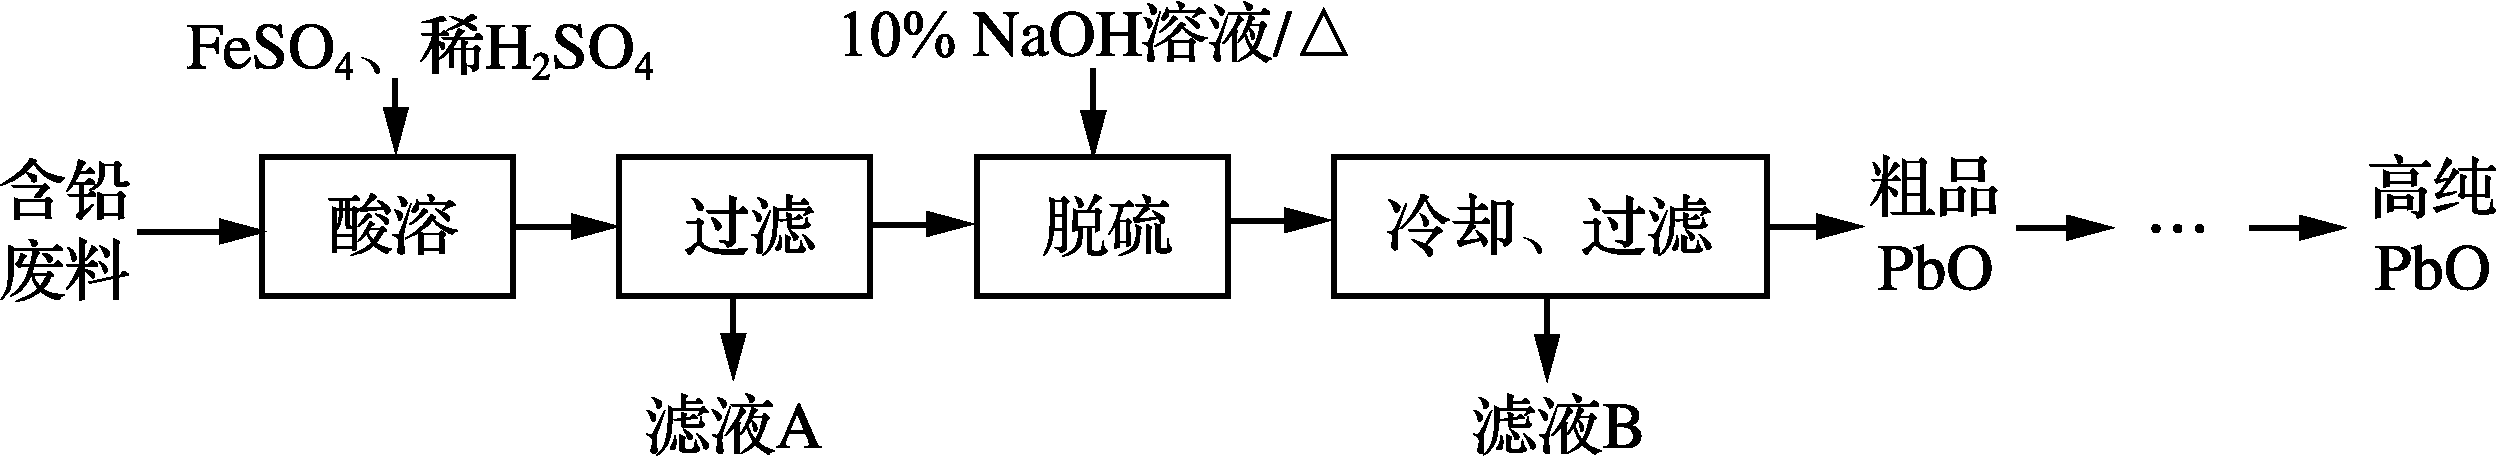 FeSO₄、稀H₂SO₄
10% NaOH溶液/△
含铅
废料
酸溶
过滤
脱硫
冷却、过滤
粗品
PbO
…
高纯
PbO
滤液A
滤液B